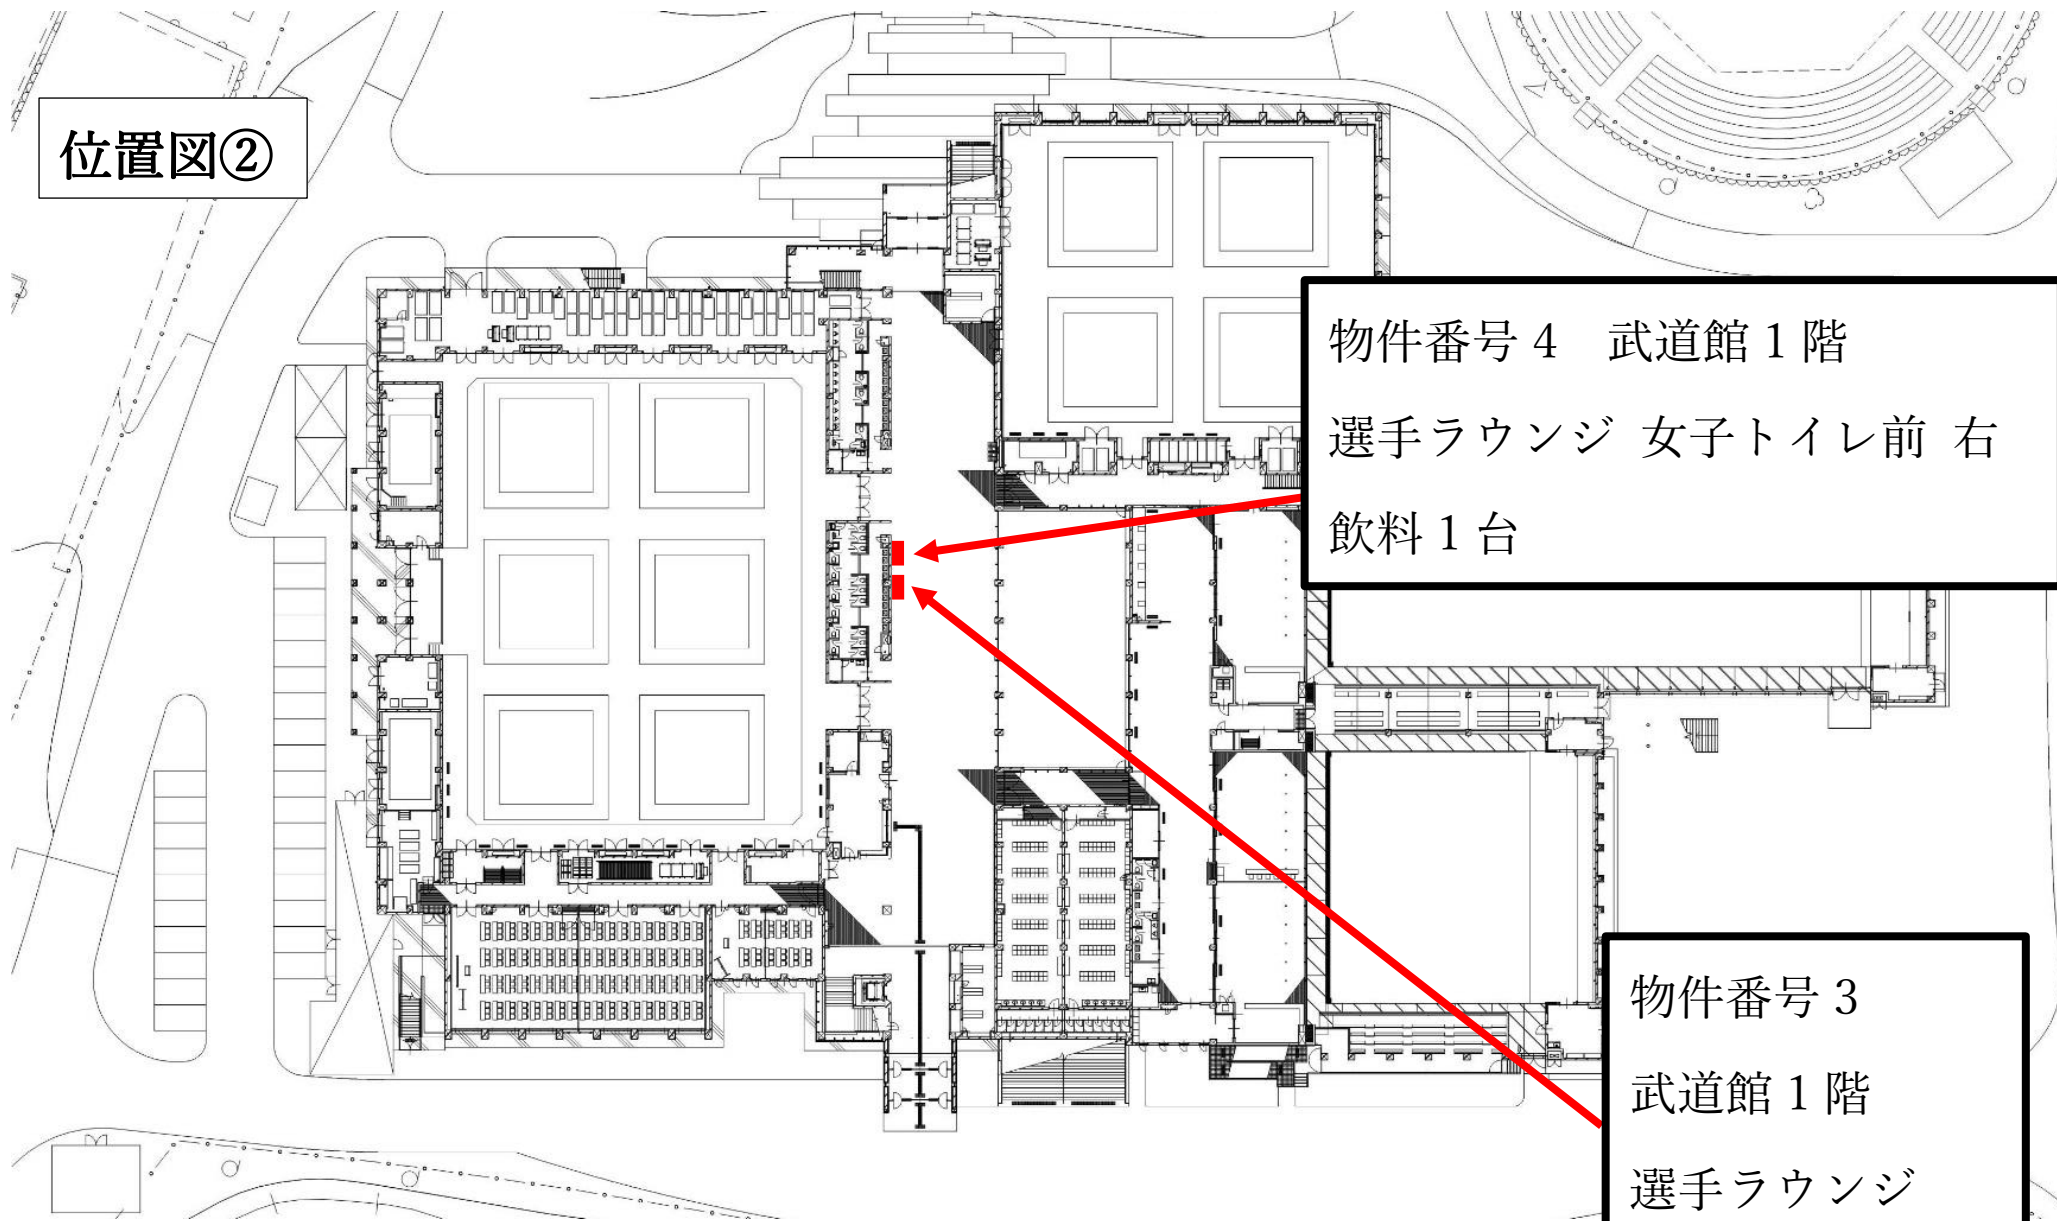 位置図②
物件番号４　武道館１階
選手ラウンジ 女子トイレ前 右
飲料１台
物件番号３
武道館１階
選手ラウンジ